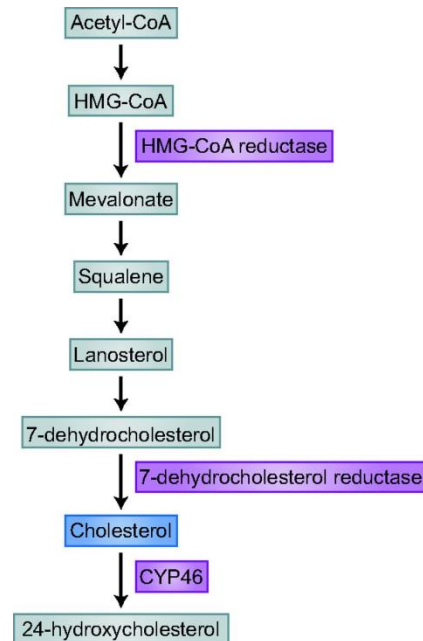 Acetyl-CoA
HMG-CoA
HMG-CoA reductase
Mevalonate
Squalene
Lanosterol
7-dehydrocholesterol
7-dehydrocholesterol reductase
Cholesterol
CYP46
24-hydroxycholesterol